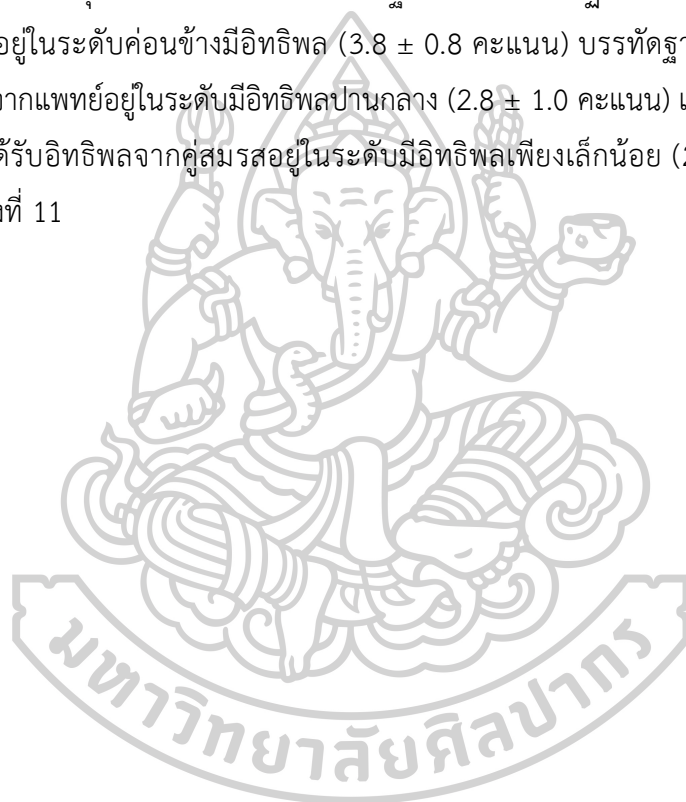 อยู่ในระดับค่อนข้างมีอิทธิพล (3.8 ± 0.8 คะแนน) บรรทัดฐา
จากแพทย์อยู่ในระดับมีอิทธิพลปานกลาง (2.8 ± 1.0 คะแนน)
ได้รับอิทธิพลจากคู่สมรสอยู่ในระดับมีอิทธิพลเพียงเล็กน้อย (2
ที่ 11
มหาวิทยาลัยศิลปากร